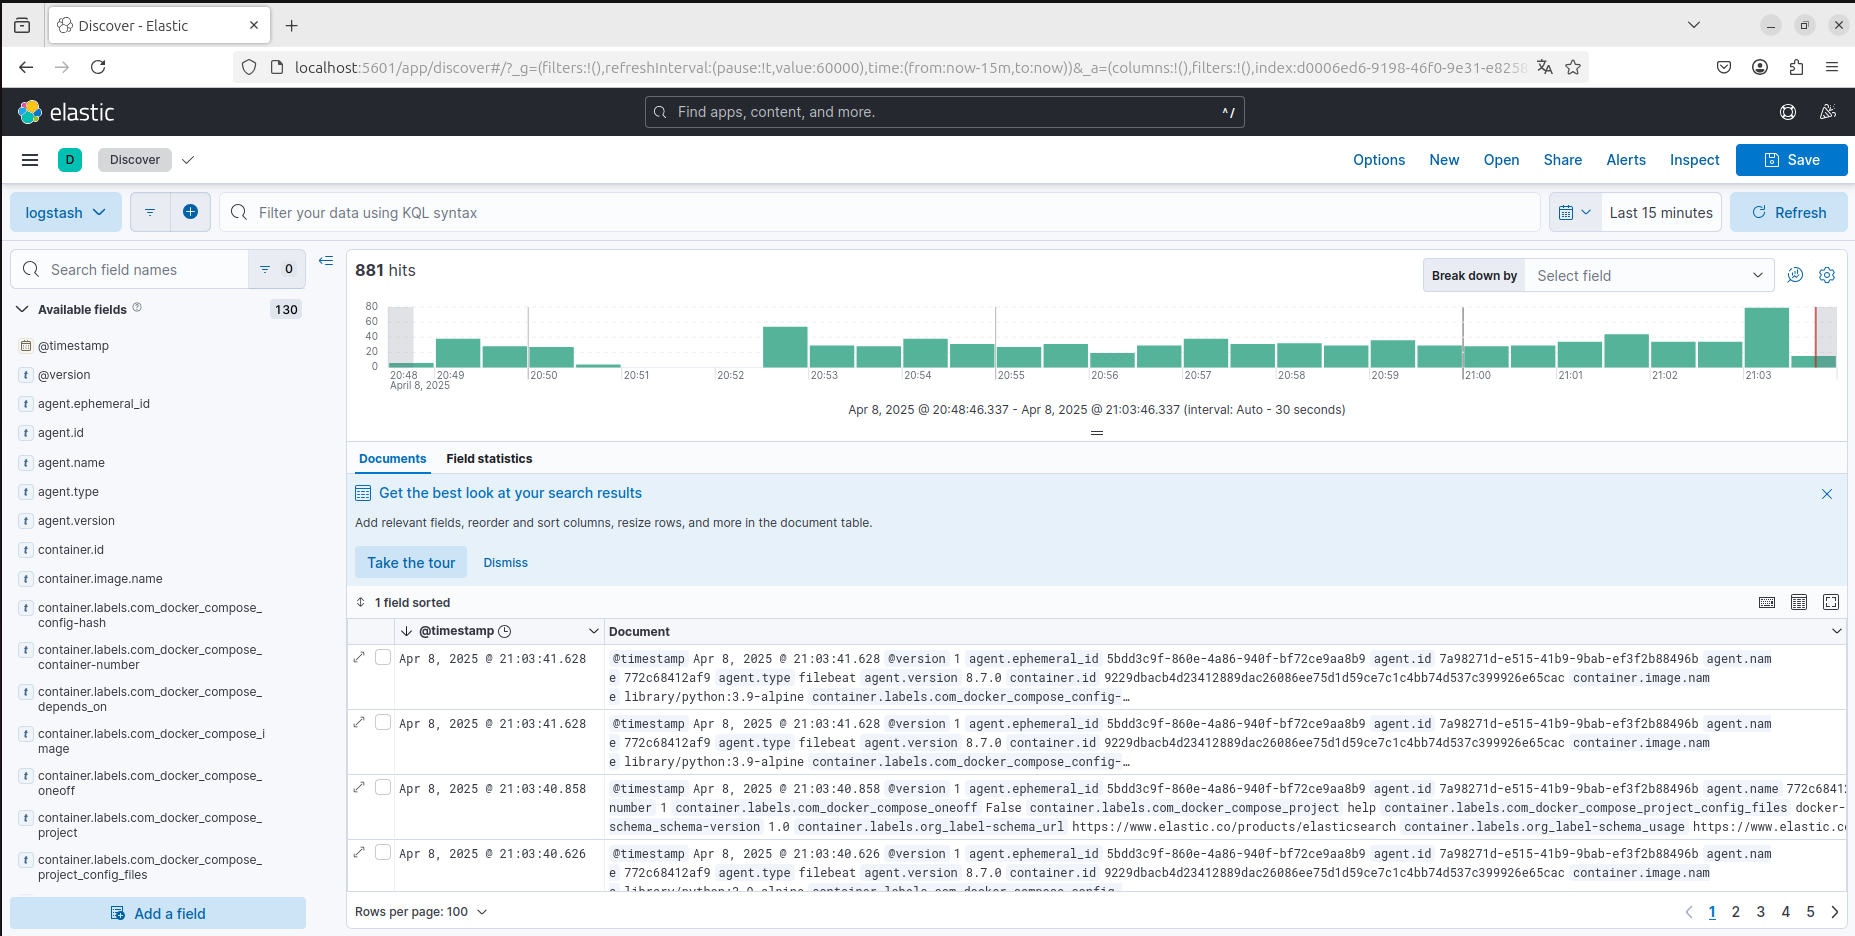 Discover - Elastic
localhost:5601/app/discover#/?_g=(filters:!(),refreshInterval:(pause:!t,value:60000),time:(from:now-15m,to:now))&_a=(columns:!(),filters:!(),index:d0006ed6-9198-46f0-9e31-e8258
elastic
Find apps, content, and more.
^/
D
Discover
Options
New
Open
Share
Alerts
Inspect
Save
logstash
Filter your data using KQL syntax
Last 15 minutes
Refresh
Search field names
0
Available fields
130
@timestamp
t @version
t agent.ephemeral_id
t agent.id
t agent.name
t agent.type
t agent.version
t container.id
t container.image.name
t container.labels.com_docker_compose_
config-hash
t container.labels.com_docker_compose_
container-number
t container.labels.com_docker_compose_
depends_on
t container.labels.com_docker_compose_i
mage
t container.labels.com_docker_compose_
oneoff
t container.labels.com_docker_compose_
project
t container.labels.com_docker_compose_
project_config_files
Add a field
881 hits
Break down by
Select field
80
60
40
20
0
20:48 20:49 20:50 20:51 20:52 20:53 20:54 20:55 20:56 20:57 20:58 20:59 21:00 21:01 21:02 21:03
April 8, 2025
Apr 8, 2025 @ 20:48:46.337 - Apr 8, 2025 @ 21:03:46.337 (interval: Auto - 30 seconds)
Documents
Field statistics
Get the best look at your search results
Add relevant fields, reorder and sort columns, resize rows, and more in the document table.
Take the tour
Dismiss
1 field sorted
@timestamp
Document
Apr 8, 2025 @ 21:03:41.628
@timestamp Apr 8, 2025 @ 21:03:41.628 @version 1 agent.ephemeral_id 5bdd3c9f-860e-4a86-940f-bf72ce9aa8b9 agent.id 7a98271d-e515-41b9-9bab-ef3f2b88496b agent.nam
e 772c68412af9 agent.type filebeat agent.version 8.7.0 container.id 9229dbacb4d23412889dac26086ee75d1d59ce7c1c4bb74d537c399926e65cac container.image.nam
e library/python:3.9-alpine container.labels.com_docker_compose_config-…
Apr 8, 2025 @ 21:03:41.628
@timestamp Apr 8, 2025 @ 21:03:41.628 @version 1 agent.ephemeral_id 5bdd3c9f-860e-4a86-940f-bf72ce9aa8b9 agent.id 7a98271d-e515-41b9-9bab-ef3f2b88496b agent.nam
e 772c68412af9 agent.type filebeat agent.version 8.7.0 container.id 9229dbacb4d23412889dac26086ee75d1d59ce7c1c4bb74d537c399926e65cac container.image.nam
e library/python:3.9-alpine container.labels.com_docker_compose_config-…
Apr 8, 2025 @ 21:03:40.858
@timestamp Apr 8, 2025 @ 21:03:40.858 @version 1 agent.ephemeral_id 5bdd3c9f-860e-4a86-940f-bf72ce9aa8b9 agent.id 7a98271d-e515-41b9-9bab-ef3f2b88496b agent.name 772c6841
number 1 container.labels.com_docker_compose_oneoff False container.labels.com_docker_compose_project help container.labels.com_docker_compose_project_config_files docker-
schema_schema-version 1.0 container.labels.org_label-schema_url https://www.elastic.co/products/elasticsearch container.labels.org_label-schema_usage https://www.elastic.c
Apr 8, 2025 @ 21:03:40.626
@timestamp Apr 8, 2025 @ 21:03:40.626 @version 1 agent.ephemeral_id 5bdd3c9f-860e-4a86-940f-bf72ce9aa8b9 agent.id 7a98271d-e515-41b9-9bab-ef3f2b88496b agent.nam
e 772c68412af9 agent.type filebeat agent.version 8.7.0 container.id 9229dbacb4d23412889dac26086ee75d1d59ce7c1c4bb74d537c399926e65cac container.image.nam
Rows per page: 100
1 2 3 4 5